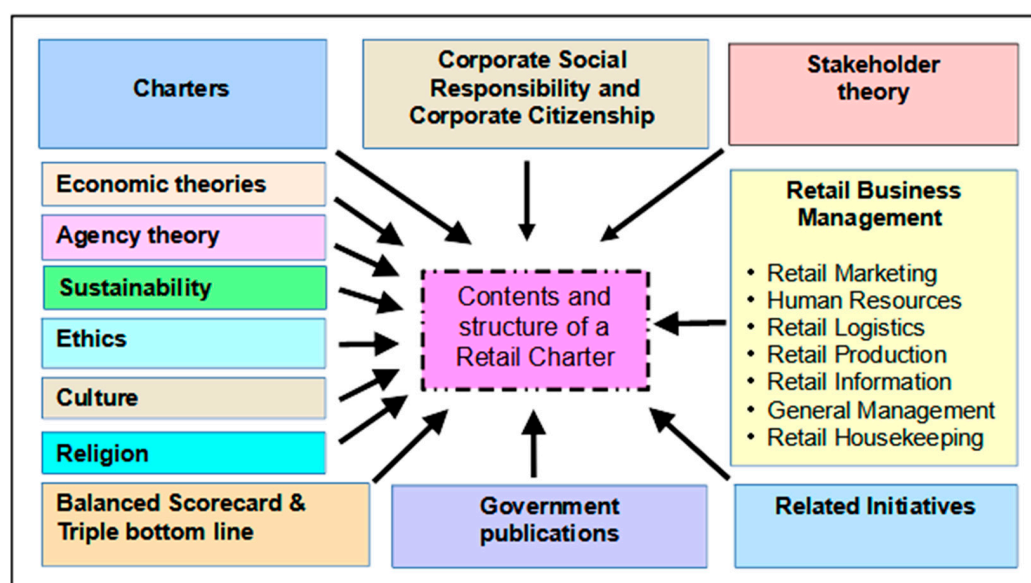 Charters
Corporate Social
Responsibility and
Corporate Citizenship
Stakeholder
theory
Economic theories
Agency theory
Sustainability
Ethics
Culture
Religion
Balanced Scorecard &
Triple bottom line
Contents and
structure of a
Retail Charter
Retail Business
Management
• Retail Marketing
• Human Resources
• Retail Logistics
• Retail Production
• Retail Information
• General Management
• Retail Housekeeping
Government
publications
Related Initiatives